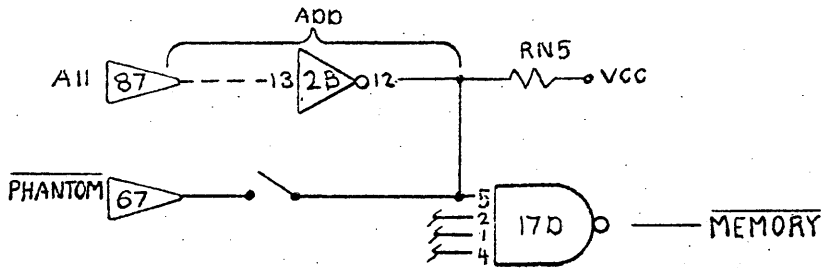 ADD
A11 87 13 2B 12 RN5 VCC
PHANTOM 67 5
2
1 17D MEMORY
4